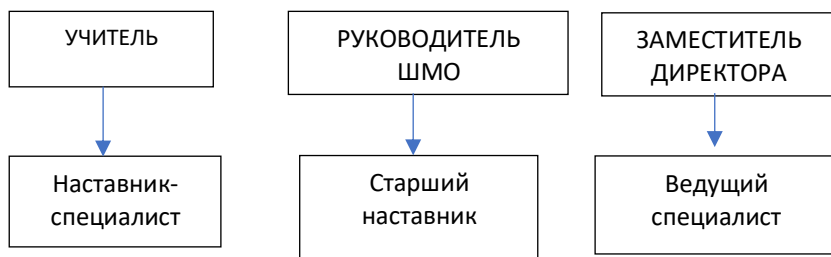 УЧИТЕЛЬ
РУКОВОДИТЕЛЬ
ШМО
ЗАМЕСТИТЕЛЬ
ДИРЕКТОРА
Наставник-
специалист
Старший
наставник
Ведущий
специалист